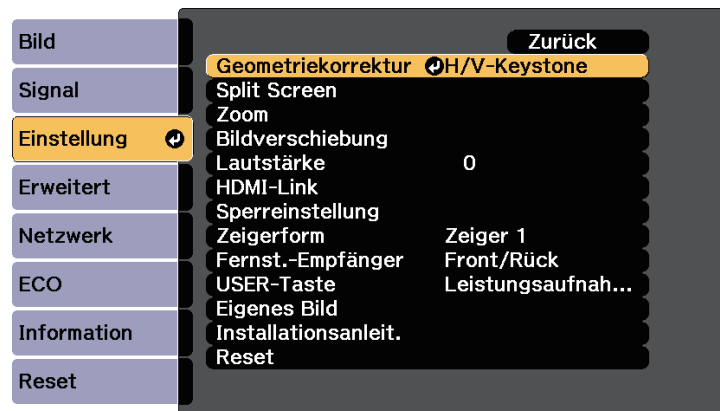 Bild
Signal
Einstellung
Erweitert
Netzwerk
ECO
Information
Reset
Zurück
Geometriekorrektur H/V-Keystone
Split Screen
Zoom
Bildverschiebung
Lautstärke 0
HDMI-Link
Sperreinstellung
Zeigerform Zeiger 1
Fernst.-Empfänger Front/Rück
USER-Taste Leistungsaufnah...
Eigenes Bild
Installationsanleit.
Reset